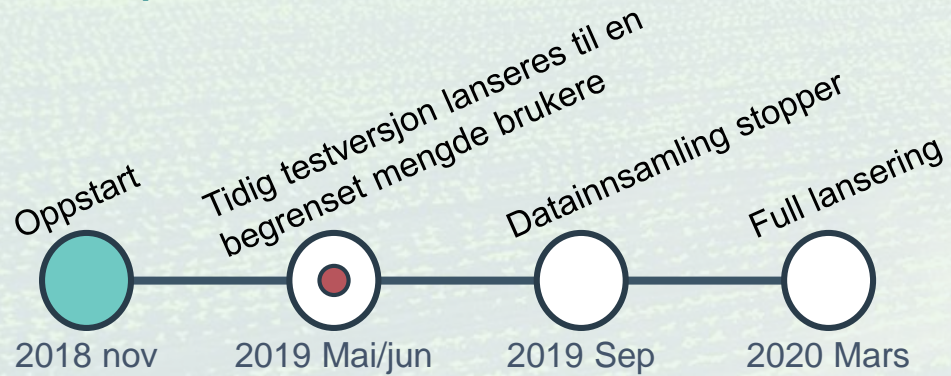 Oppstart
Tidig testversjon lanseres til en
begrenset mengde brukere
Datainnsamling stopper
Full lansering
2018 nov
2019 Mai/jun
2019 Sep
2020 Mars